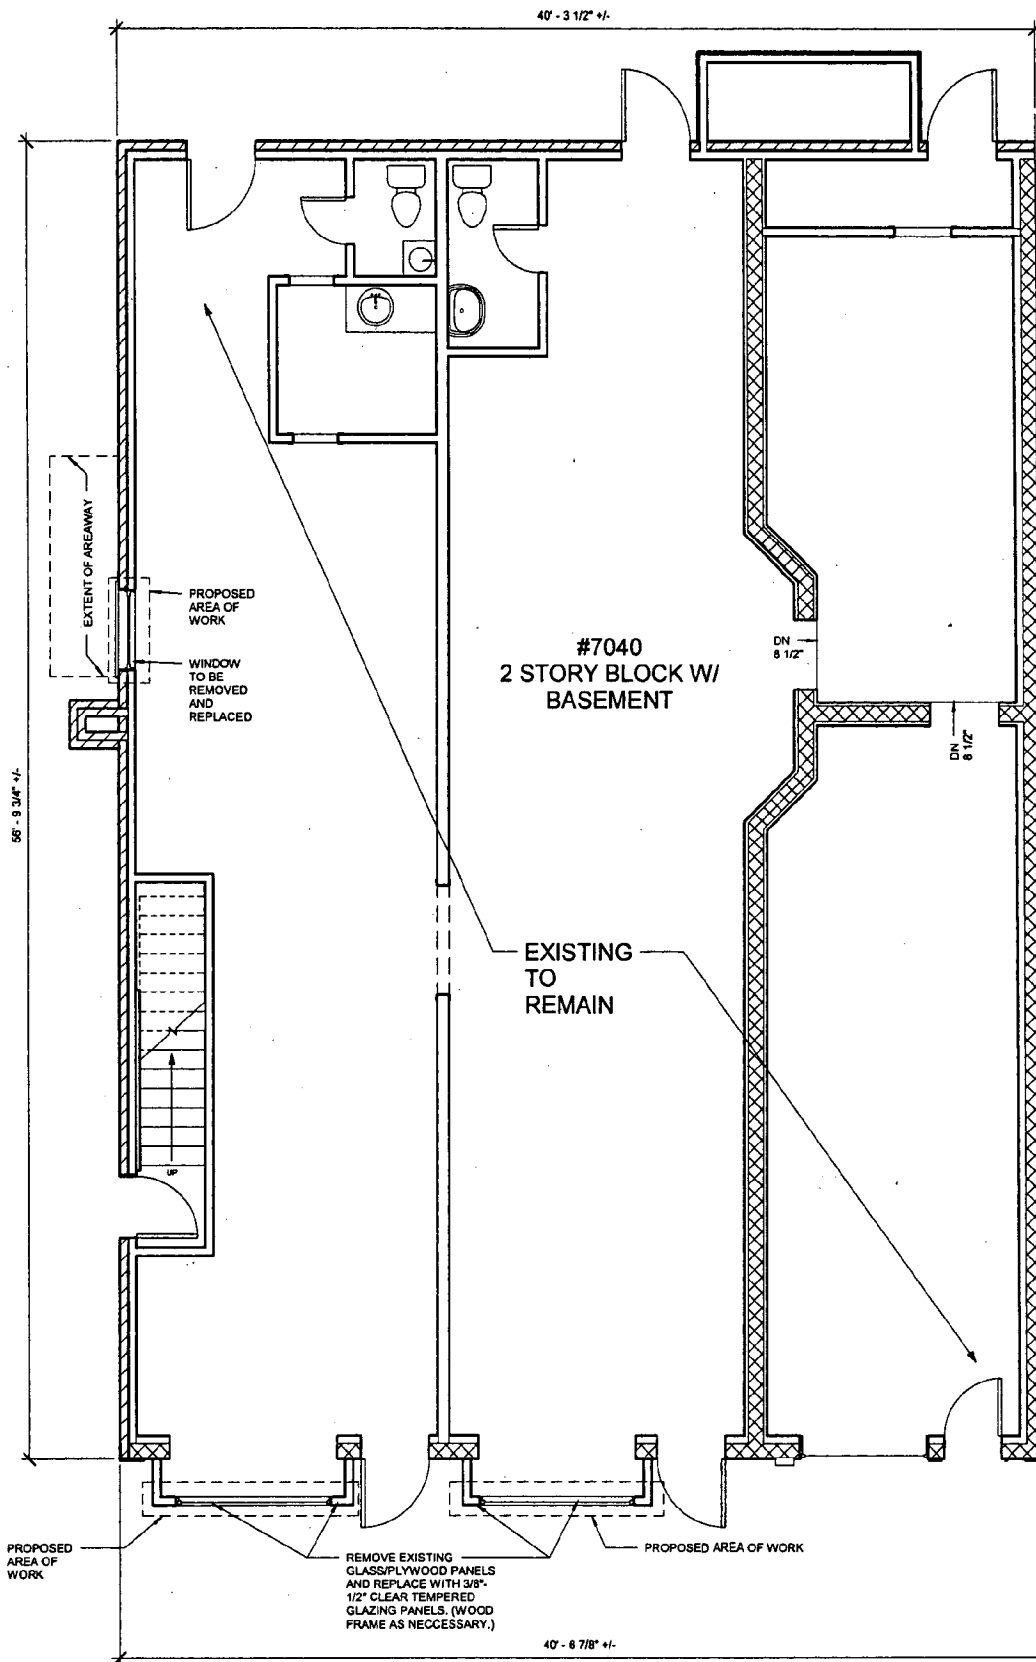 40' - 3 1/2" +/-
EXTENT OF AREAWAY
PROPOSED
AREA OF
WORK
WINDOW
TO BE
REMOVED
AND
REPLACED
#7040
2 STORY BLOCK W/
BASEMENT
DN
8 1/2"
DN
8 1/2"
56' - 9 3/4" +/-
EXISTING
TO
REMAIN
UP
PROPOSED
AREA OF
WORK
REMOVE EXISTING
GLASS/PLYWOOD PANELS
AND REPLACE WITH 3/8"-
1/2" CLEAR TEMPERED
GLAZING PANELS. (WOOD
FRAME AS NECCESSARY.)
PROPOSED AREA OF WORK
40' - 6 7/8" +/-